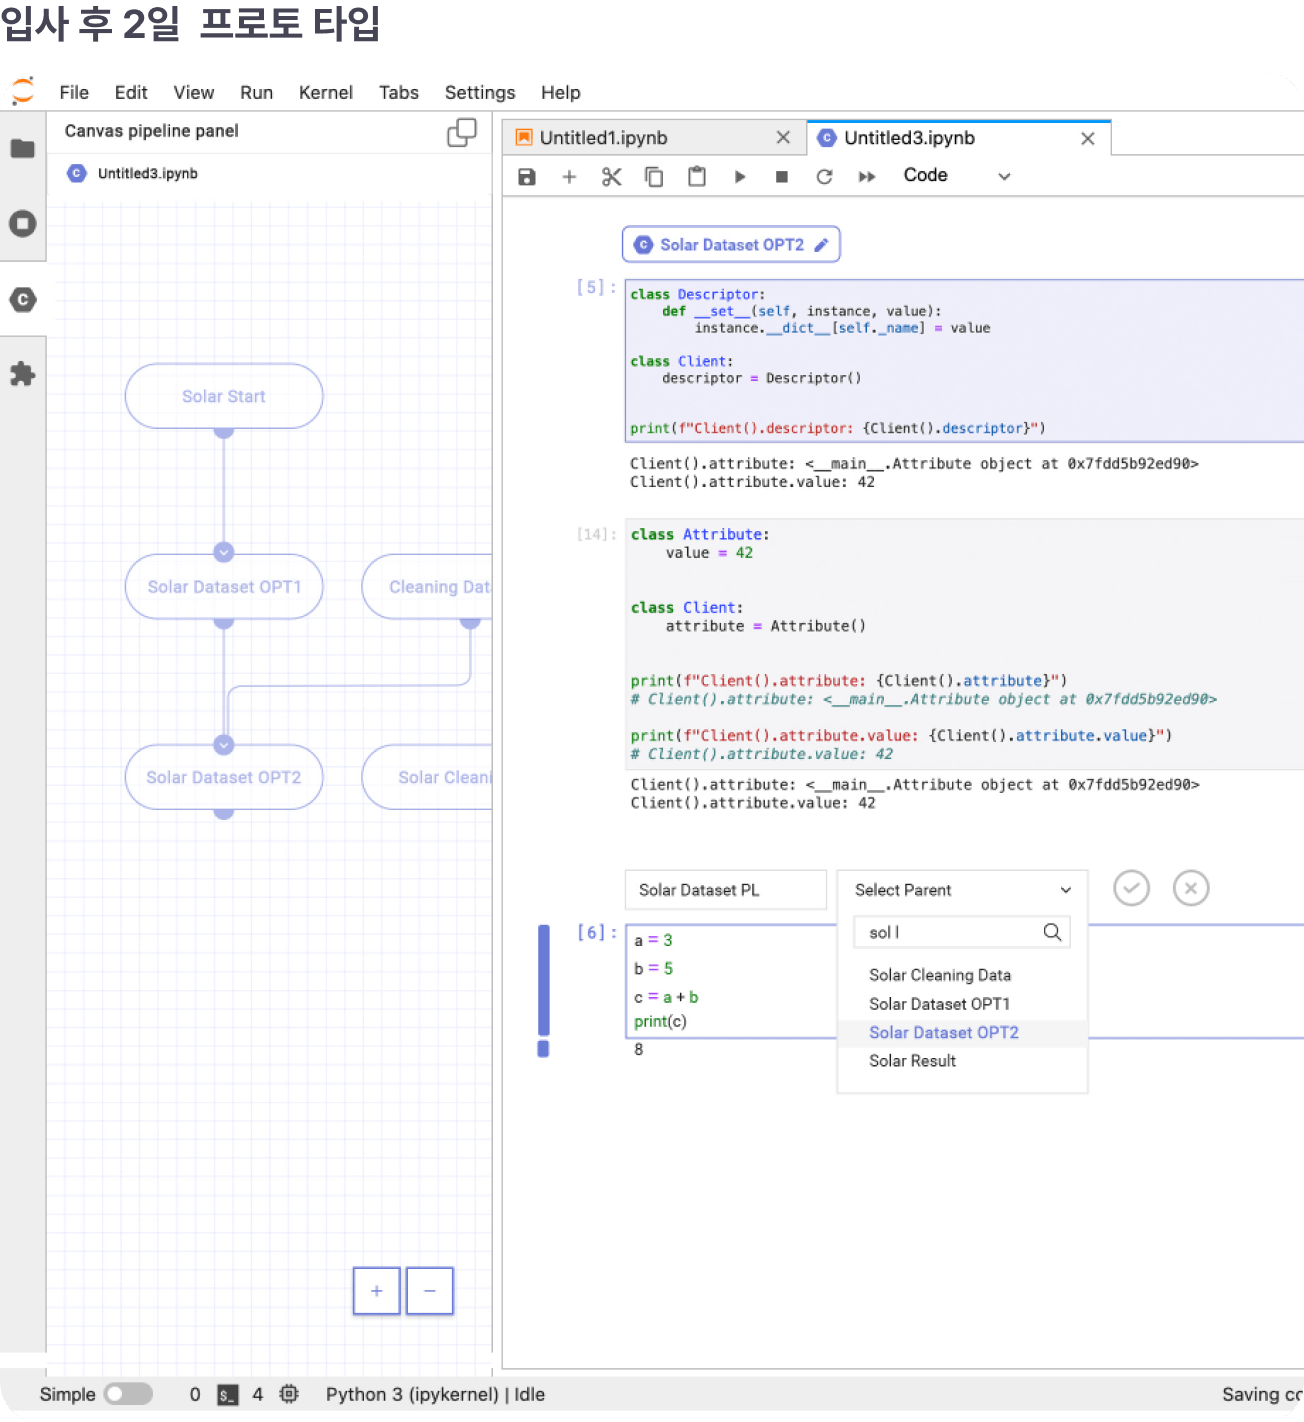 입사 후 2일 프로토 타입
File Edit View Run Kernel Tabs Settings Help
Canvas pipeline panel
Untitled3.ipynb
Solar Start
Solar Dataset OPT1
Cleaning Dat
Solar Dataset OPT2
Solar Cleani
+ −
Untitled1.ipynb
Untitled3.ipynb
Code
Solar Dataset OPT2
[5]:
class Descriptor:
def __set__(self, instance, value):
instance.__dict__[self._name] = value
class Client:
descriptor = Descriptor()
print(f"Client().descriptor: {Client().descriptor}")
Client().attribute: <__main__.Attribute object at 0x7fdd5b92ed90>
Client().attribute.value: 42
[14]:
class Attribute:
value = 42
class Client:
attribute = Attribute()
print(f"Client().attribute: {Client().attribute}")
# Client().attribute: <__main__.Attribute object at 0x7fdd5b92ed90>
print(f"Client().attribute.value: {Client().attribute.value}")
# Client().attribute.value: 42
Client().attribute: <__main__.Attribute object at 0x7fdd5b92ed90>
Client().attribute.value: 42
Solar Dataset PL
Select Parent
sol l
Solar Cleaning Data
Solar Dataset OPT1
Solar Dataset OPT2
Solar Result
[6]:
a = 3
b = 5
c = a + b
print(c)
8
Simple 0 $_ 4 Python 3 (ipykernel) | Idle
Saving co